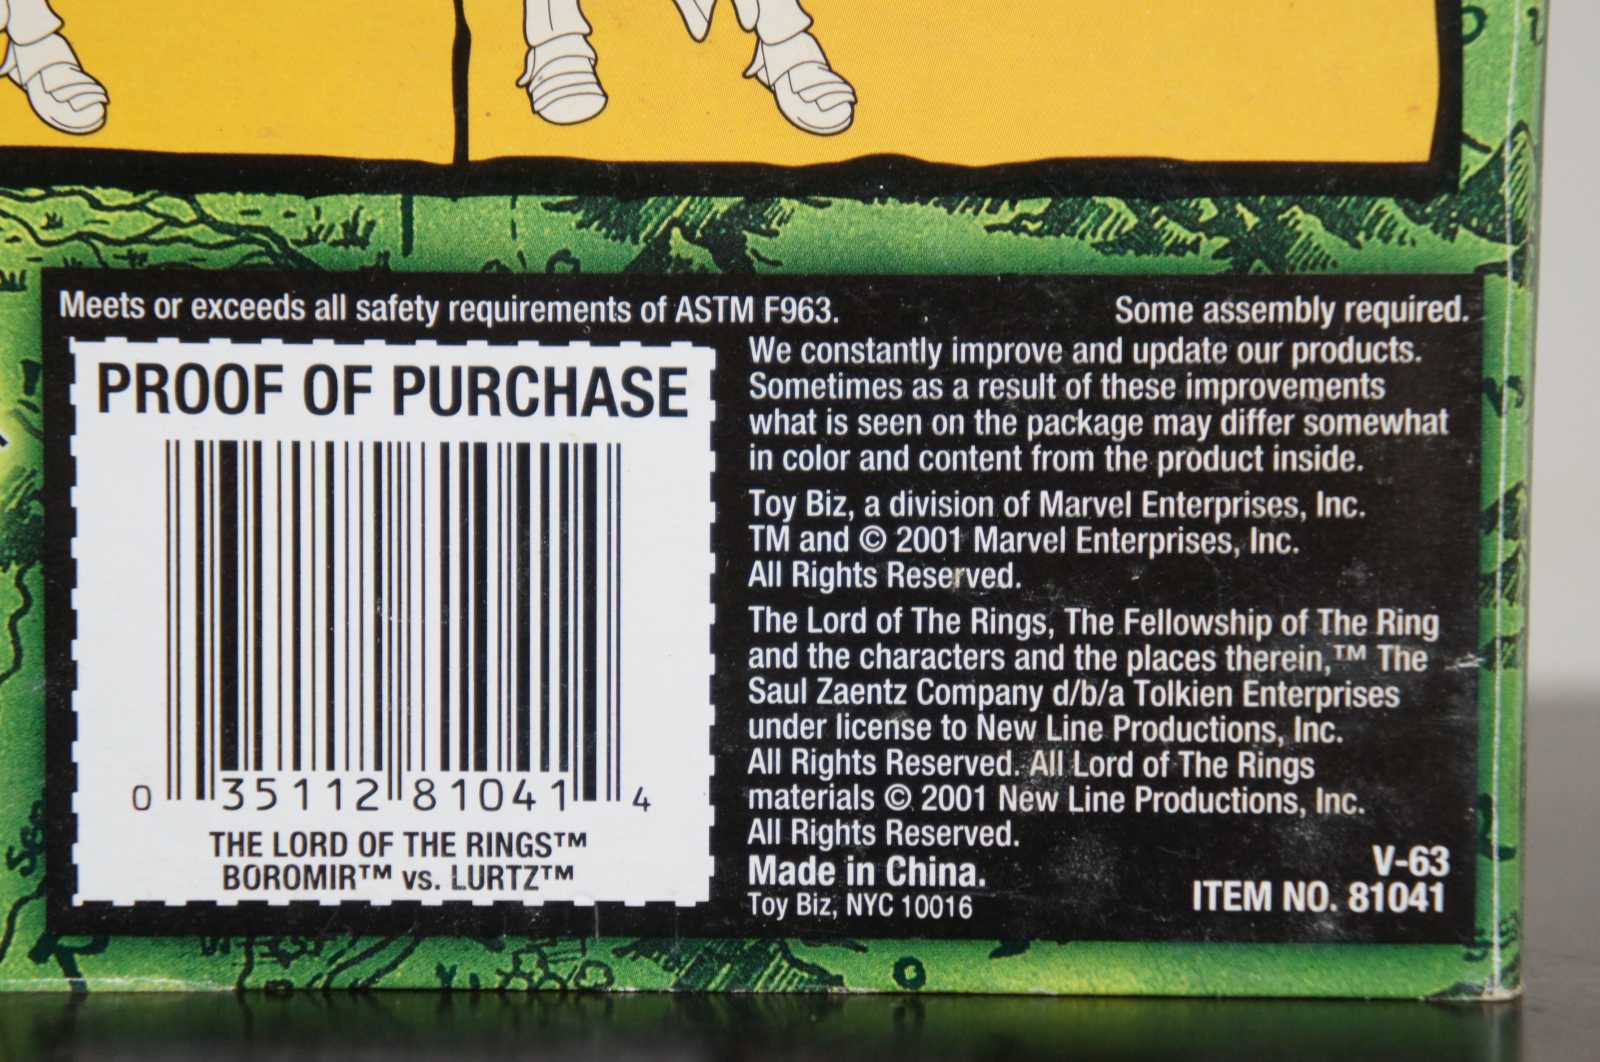 Meets or exceeds all safety requirements of ASTM F963.
Some assembly required.
PROOF OF PURCHASE
0 35112 81041 4
THE LORD OF THE RINGS™
BOROMIR™ vs. LURTZ™
We constantly improve and update our products.
Sometimes as a result of these improvements
what is seen on the package may differ somewhat
in color and content from the product inside.
Toy Biz, a division of Marvel Enterprises, Inc.
TM and © 2001 Marvel Enterprises, Inc.
All Rights Reserved.
The Lord of The Rings, The Fellowship of The Ring
and the characters and the places therein,™ The
Saul Zaentz Company d/b/a Tolkien Enterprises
under license to New Line Productions, Inc.
All Rights Reserved. All Lord of The Rings
materials © 2001 New Line Productions, Inc.
All Rights Reserved.
Made in China.
Toy Biz, NYC 10016
V-63
ITEM NO. 81041